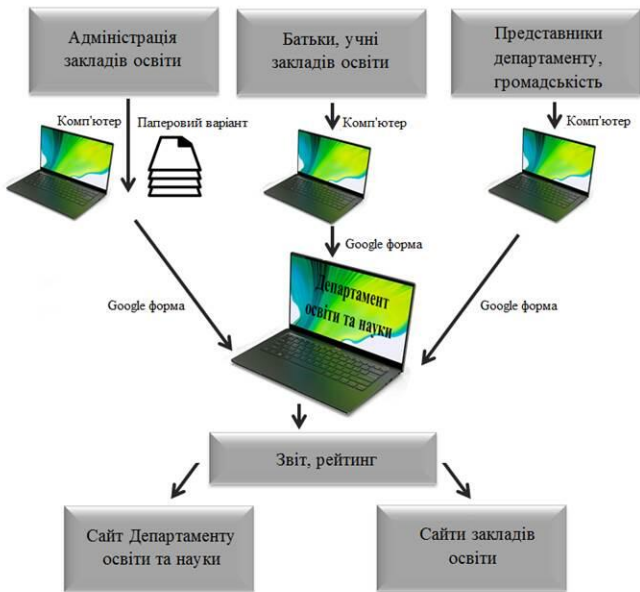 Адміністрація
закладів освіти
Батьки, учні
закладів освіти
Представники
департаменту,
громадськість
Комп'ютер
Паперовий варіант
Комп'ютер
Комп'ютер
Google форма
Google форма
Google форма
Департамент
освіти та науки
Звіт, рейтинг
Сайт Департаменту
освіти та науки
Сайти закладів
освіти